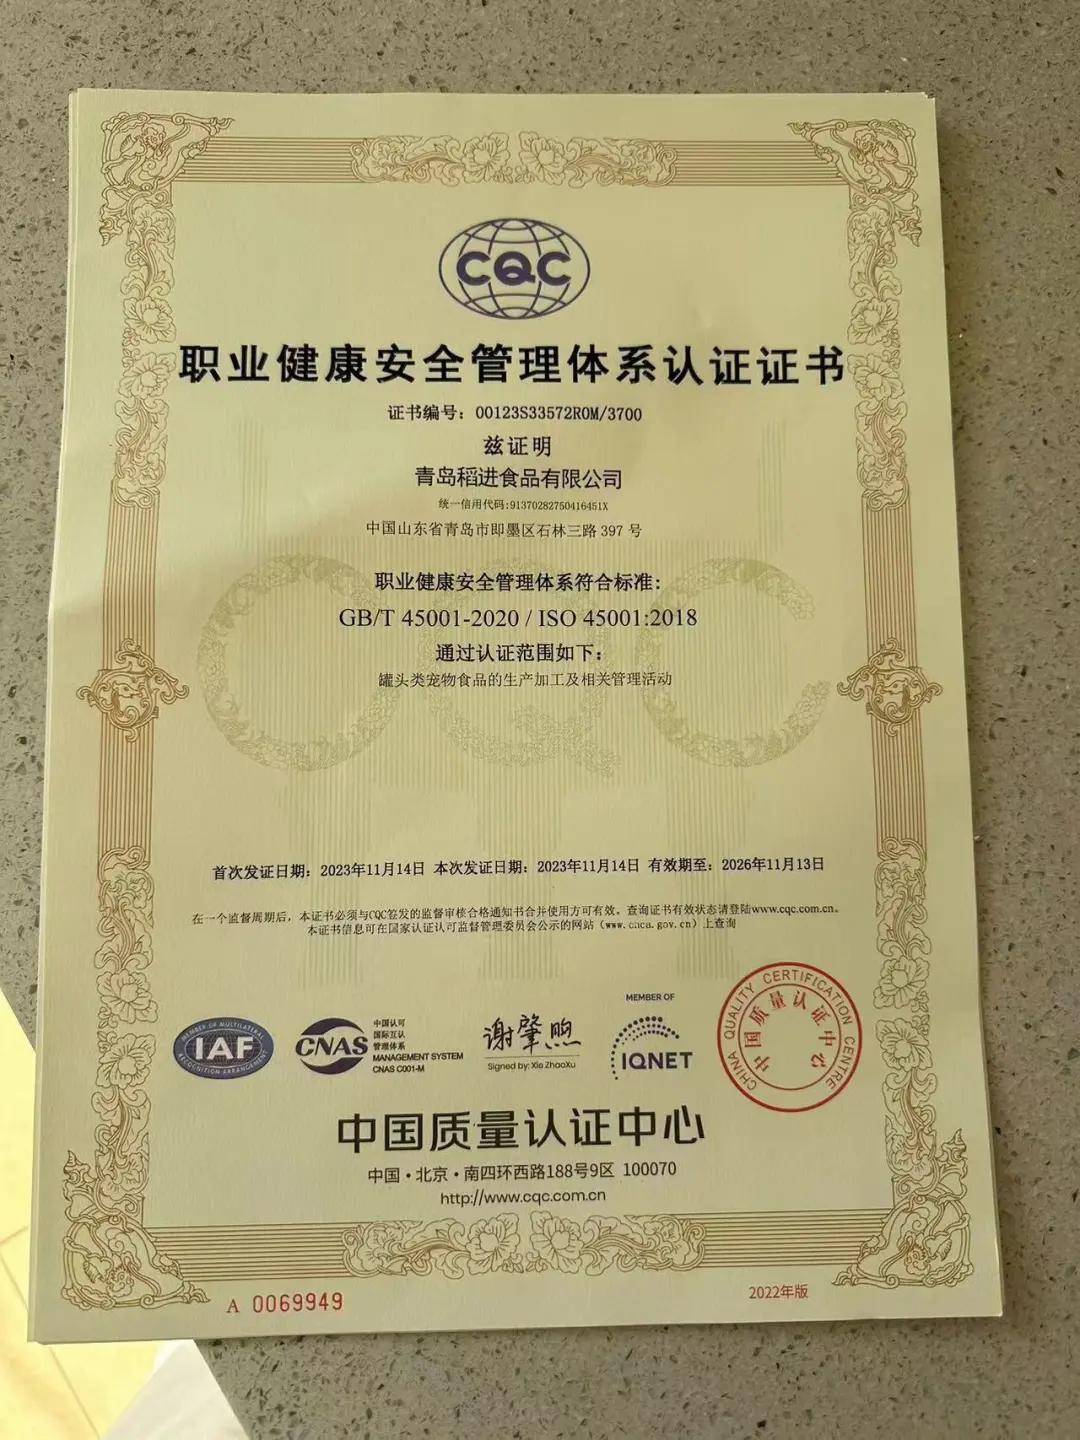 CQC
职业健康安全管理体系认证证书
证书编号：00123S33572R0M/3700
兹证明
青岛稻进食品有限公司
统一信用代码:91370282750416451X
中国山东省青岛市即墨区石林三路 397 号
职业健康安全管理体系符合标准：
GB/T 45001-2020 / ISO 45001:2018
通过认证范围如下：
罐头类宠物食品的生产加工及相关管理活动
首次发证日期：2023年11月14日 本次发证日期：2023年11月14日 有效期至：2026年11月13日
在一个监督周期后，本证书必须与CQC签发的监督审核合格通知书合并使用方可有效。查询证书有效状态请登陆www.cqc.com.cn。
本证书信息可在国家认证认可监督管理委员会公示的网站（www.cnca.gov.cn）上查询
MEMBER OF MULTILATERAL
IAF
RECOGNITION ARRANGEMENT
CNAS
中国认可
国际互认
管理体系
MANAGEMENT SYSTEM
CNAS C001-M
谢肇煦
Signed by: Xie ZhaoXu
MEMBER OF
IQNET
CHINA QUALITY CERTIFICATION CENTRE
中国质量认证中心
中国质量认证中心
中国·北京·南四环西路188号9区 100070
http://www.cqc.com.cn
A 0069949
2022年版